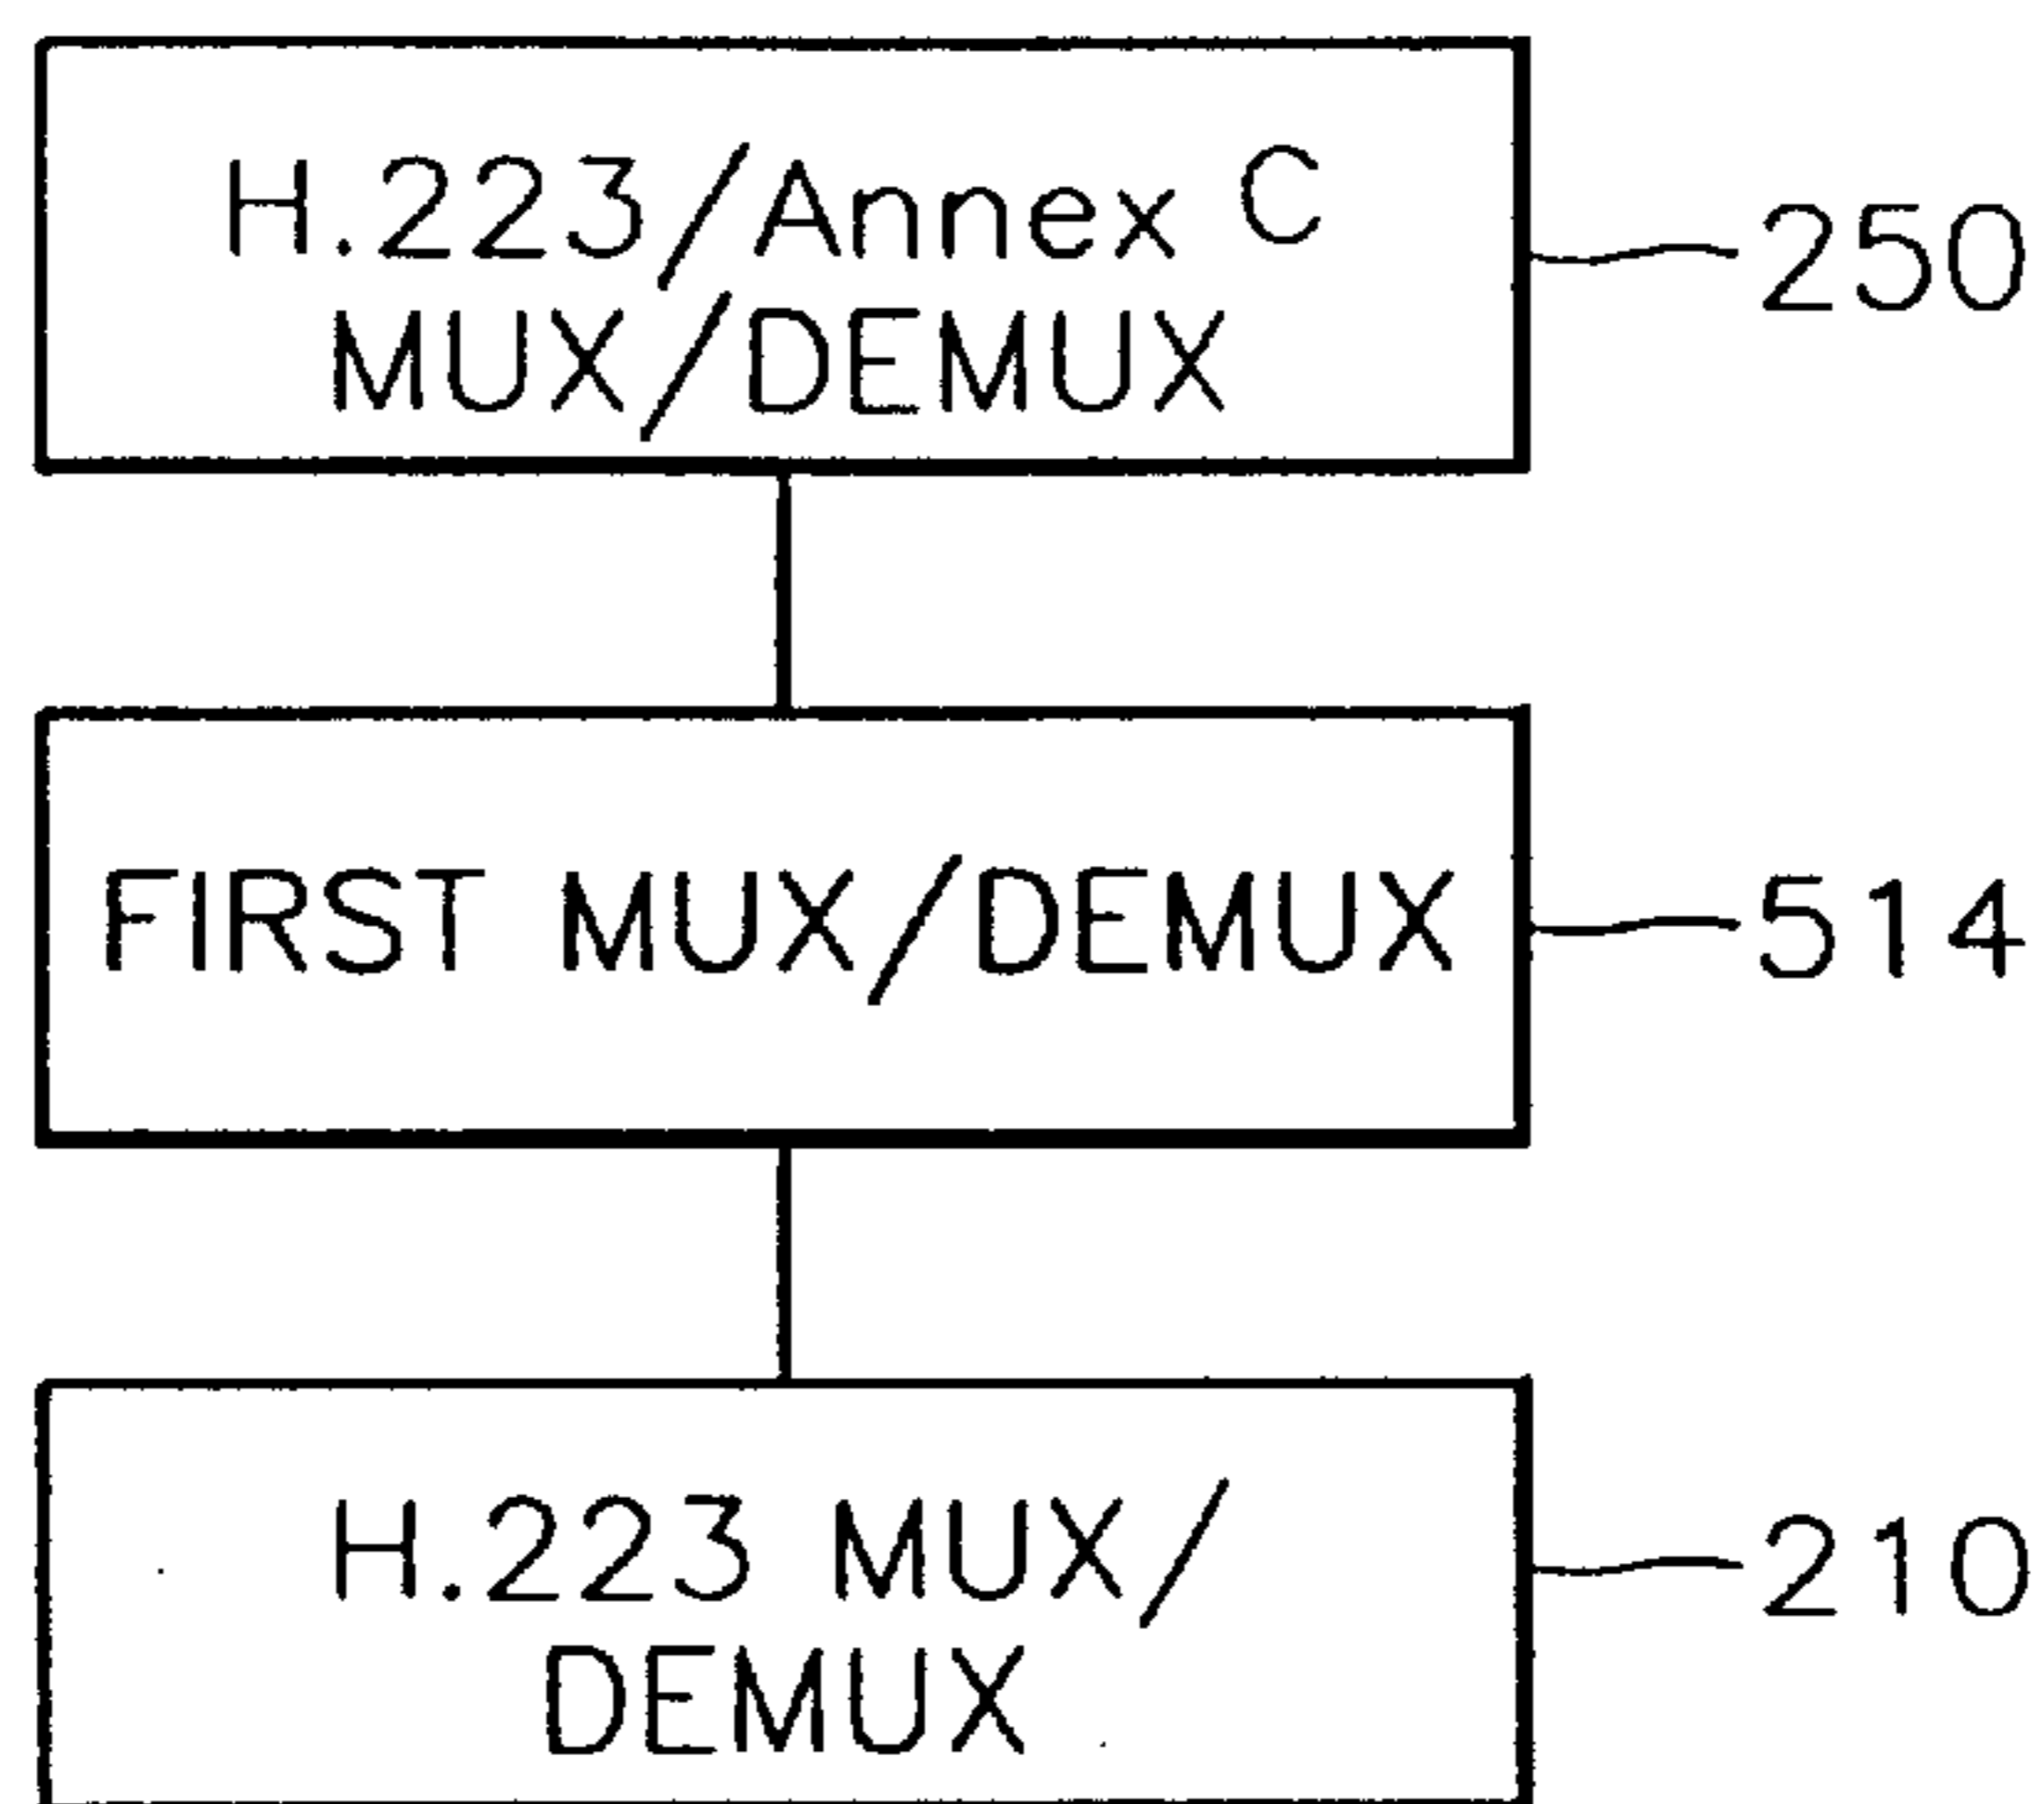 H.223/Annex C
MUX/DEMUX
250
FIRST MUX/DEMUX
514
H.223 MUX/
DEMUX
210